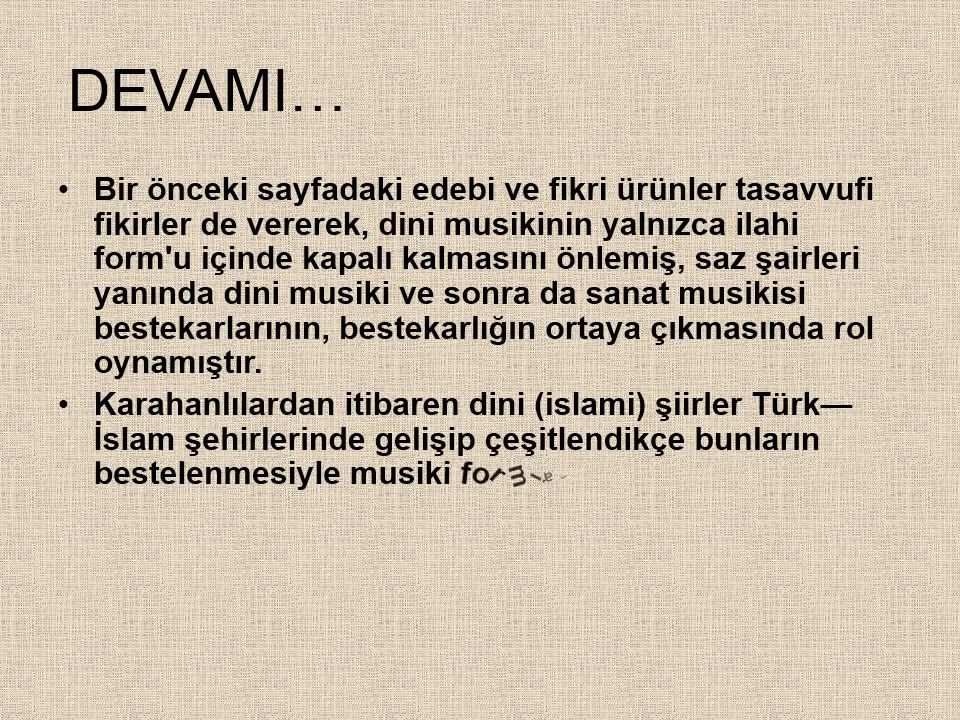 DEVAMI…
• Bir önceki sayfadaki edebi ve fikri ürünler tasavvufi
fikirler de vererek, dini musikinin yalnızca ilahi
form'u içinde kapalı kalmasını önlemiş, saz şairleri
yanında dini musiki ve sonra da sanat musikisi
bestekarlarının, bestekarlığın ortaya çıkmasında rol
oynamıştır.
• Karahanlılardan itibaren dini (islami) şiirler Türk—
İslam şehirlerinde gelişip çeşitlendikçe bunların
bestelenmesiyle musiki